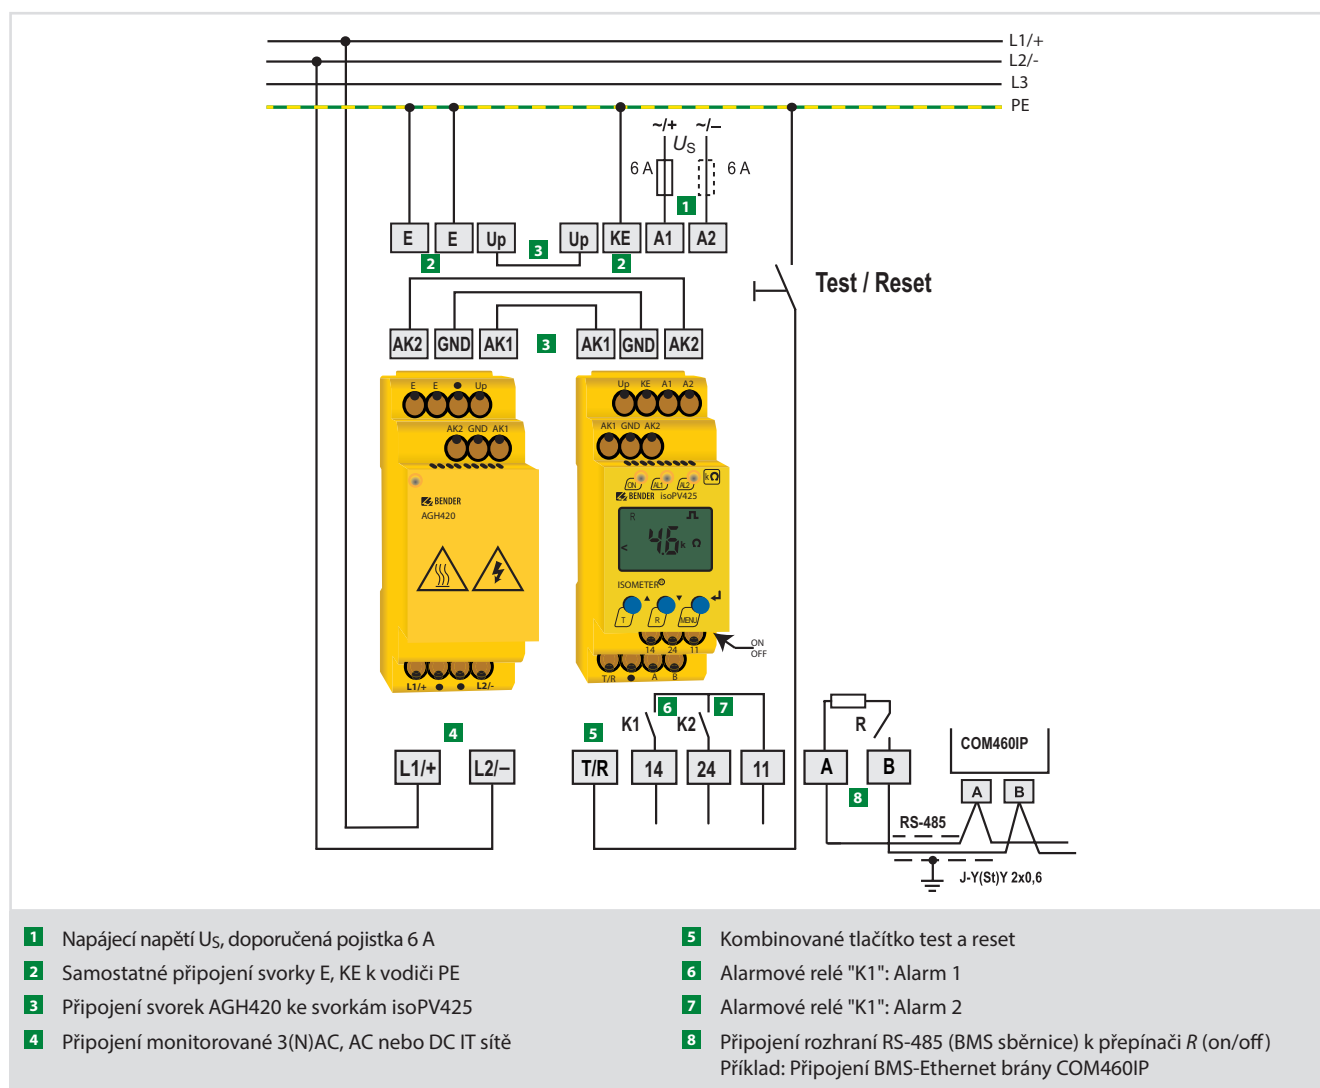 L1/+
L2/-
L3
PE
~/+ ~/–
US
6 A 6 A
1
E E Up 3 Up KE A1 A2
2 2
Test / Reset
AK2 GND AK1 3 AK1 GND AK2
E E Up
AK2 GND AK1
BENDER
AGH420
L1/+ L2/-
Up KE A1 A2
AK1 GND AK2
ON AL1 AL2 kΩ
BENDER isoPV425
R
< 4.6 k Ω
ISOMETER®
T R MENU
ON
OFF
14 24 11
T/R A B
4 5 K1 6 K2 7
R
COM460IP
L1/+ L2/– T/R 14 24 11 A B
8
A B
RS-485
J-Y(St)Y 2x0,6
1 Napájecí napětí US, doporučená pojistka 6 A
2 Samostatné připojení svorky E, KE k vodiči PE
3 Připojení svorek AGH420 ke svorkám isoPV425
4 Připojení monitorované 3(N)AC, AC nebo DC IT sítě
5 Kombinované tlačítko test a reset
6 Alarmové relé "K1": Alarm 1
7 Alarmové relé "K1": Alarm 2
8 Připojení rozhraní RS-485 (BMS sběrnice) k přepínači R (on/off)
Příklad: Připojení BMS-Ethernet brány COM460IP